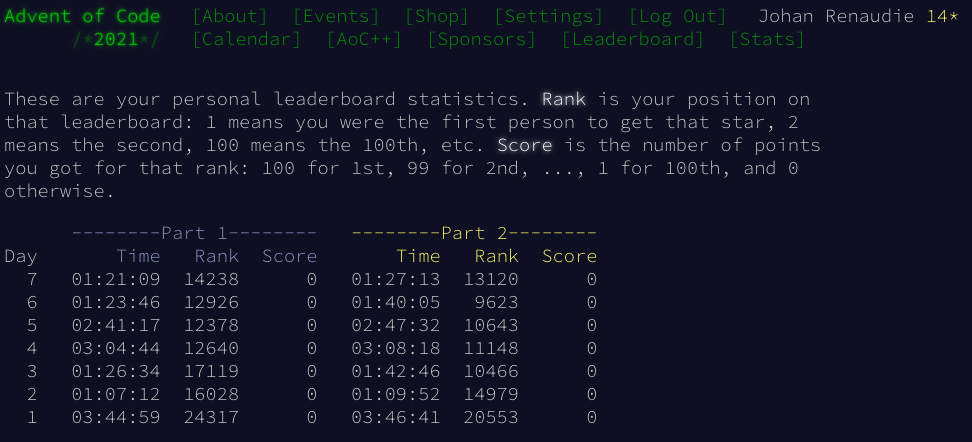 Advent of Code [About] [Events] [Shop] [Settings] [Log Out] Johan Renaudie 14*
/*2021*/ [Calendar] [AoC++] [Sponsors] [Leaderboard] [Stats]
These are your personal leaderboard statistics. Rank is your position on
that leaderboard: 1 means you were the first person to get that star, 2
means the second, 100 means the 100th, etc. Score is the number of points
you got for that rank: 100 for 1st, 99 for 2nd, ..., 1 for 100th, and 0
otherwise.
--------Part 1-------- --------Part 2--------
Day Time Rank Score Time Rank Score
7 01:21:09 14238 0 01:27:13 13120 0
6 01:23:46 12926 0 01:40:05 9623 0
5 02:41:17 12378 0 02:47:32 10643 0
4 03:04:44 12640 0 03:08:18 11148 0
3 01:26:34 17119 0 01:42:46 10466 0
2 01:07:12 16028 0 01:09:52 14979 0
1 03:44:59 24317 0 03:46:41 20553 0